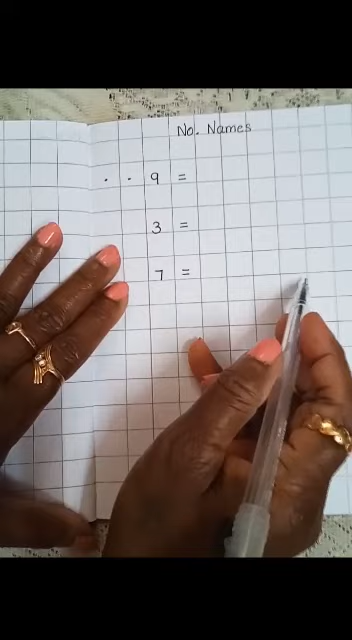 No. Names
. . 9 =
3 =
7 =